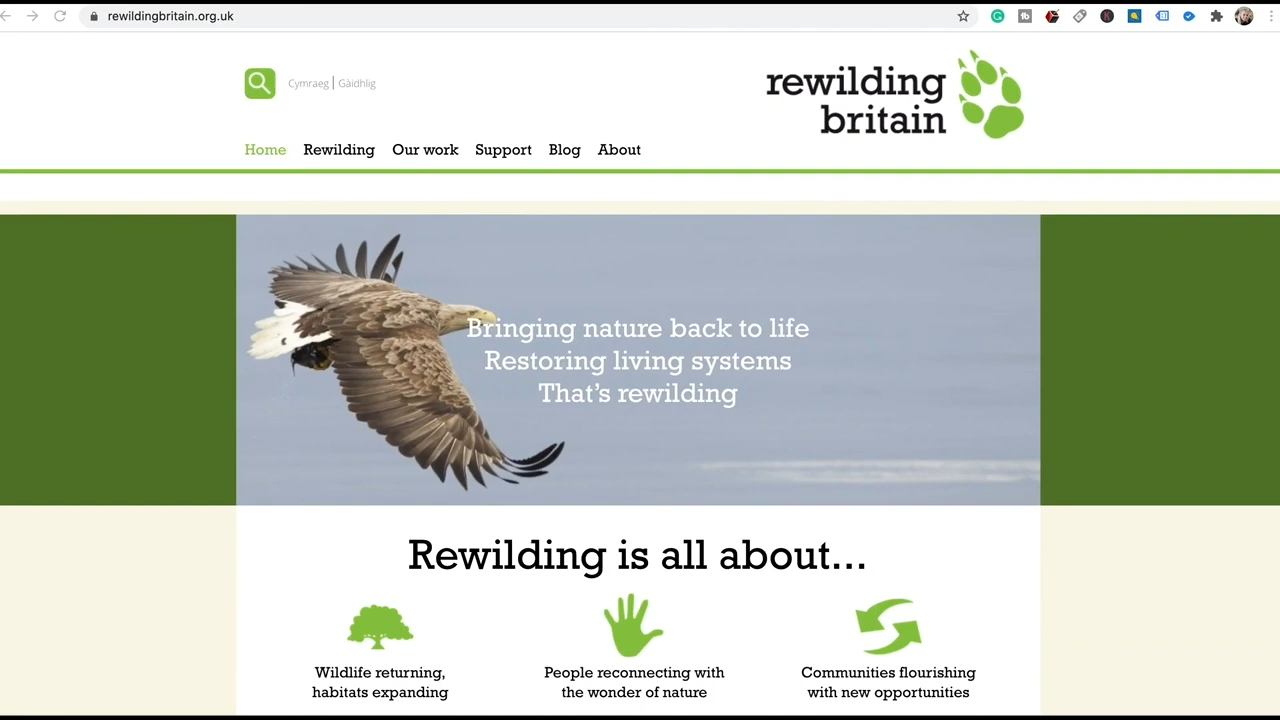 rewildingbritain.org.uk
Cymraeg | Gàidhlig
rewilding
britain
Home Rewilding Our work Support Blog About
Bringing nature back to life
Restoring living systems
That's rewilding
Rewilding is all about...
Wildlife returning,
habitats expanding
People reconnecting with
the wonder of nature
Communities flourishing
with new opportunities